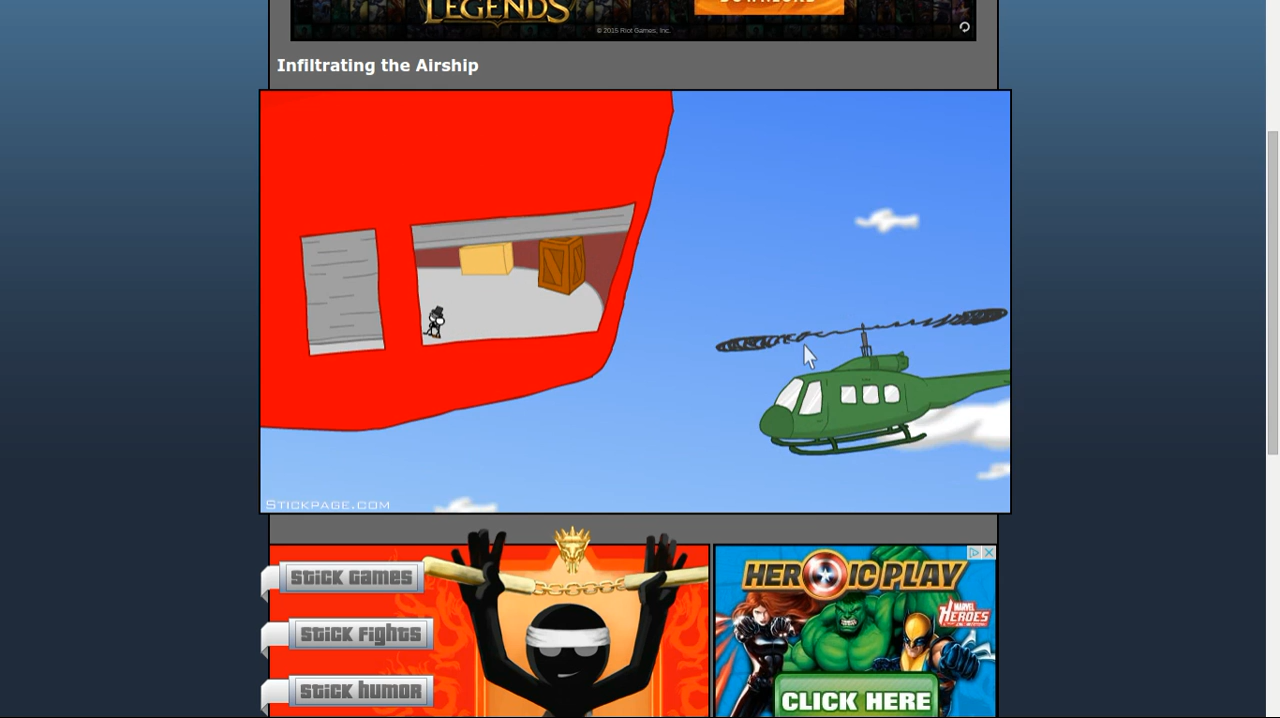 LEGENDS
DOWNLOAD
© 2015 Riot Games, Inc.
Infiltrating the Airship
STICKPAGE.COM
STICK GAMES
STICK FIGHTS
STICK HUMOR
HEROIC PLAY
MARVEL
HEROES
CLICK HERE